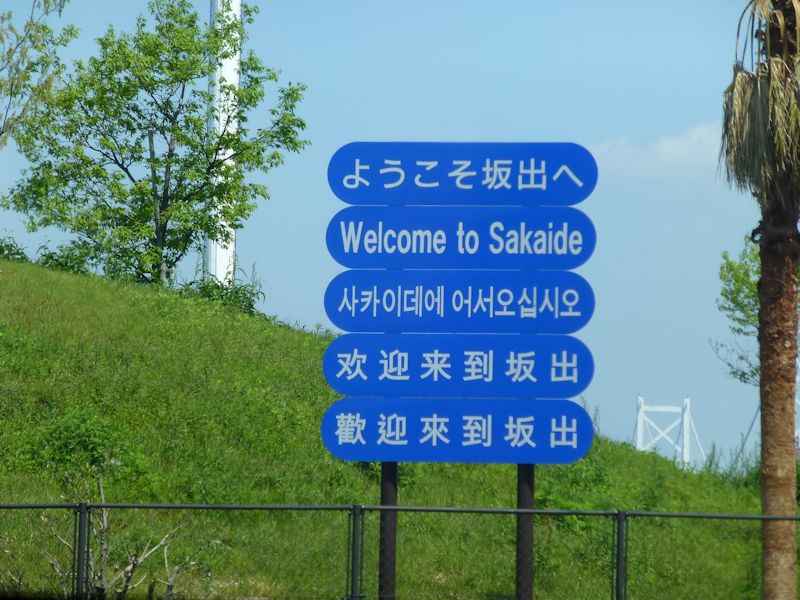 ようこそ坂出へ
Welcome to Sakaide
사카이데에 어서오십시오
欢迎来到坂出
歡迎來到坂出